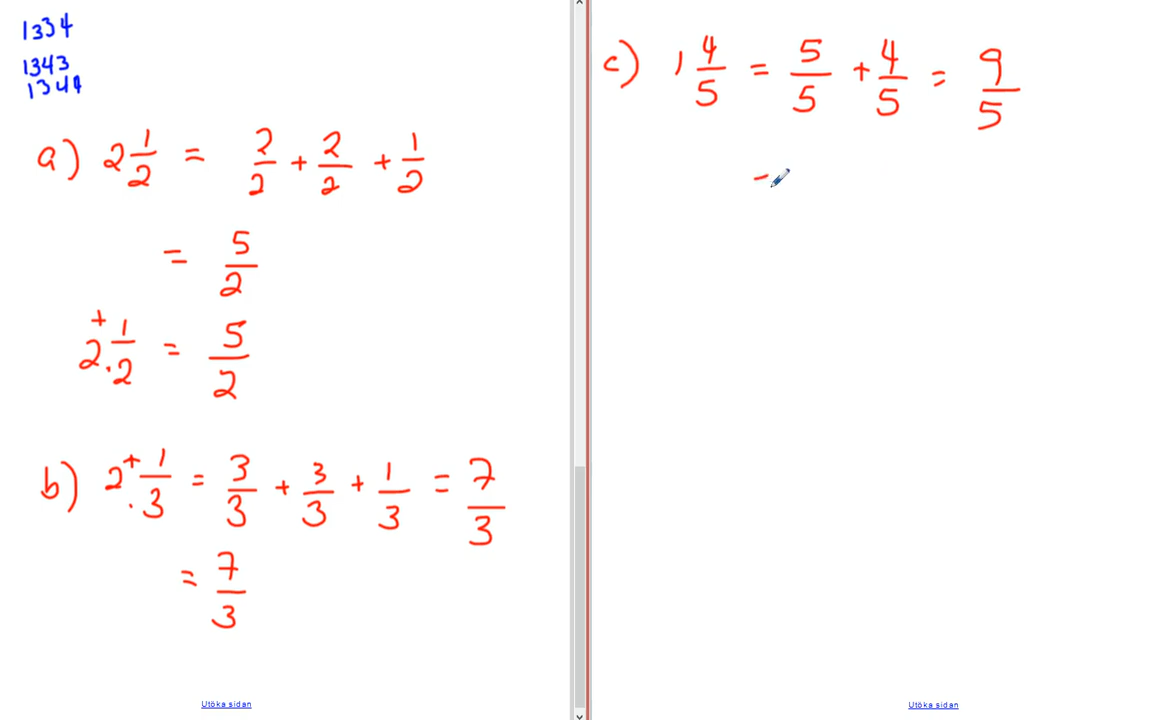 1334
1343
1344
a) 2 1/2 = 2/2 + 2/2 + 1/2
= 5/2
2 + . 1/2 = 5/2
b) 2 + . 1/3 = 3/3 + 3/3 + 1/3 = 7/3
= 7/3
Utöka sidan
c) 1 4/5 = 5/5 + 4/5 = 9/5
Utöka sidan